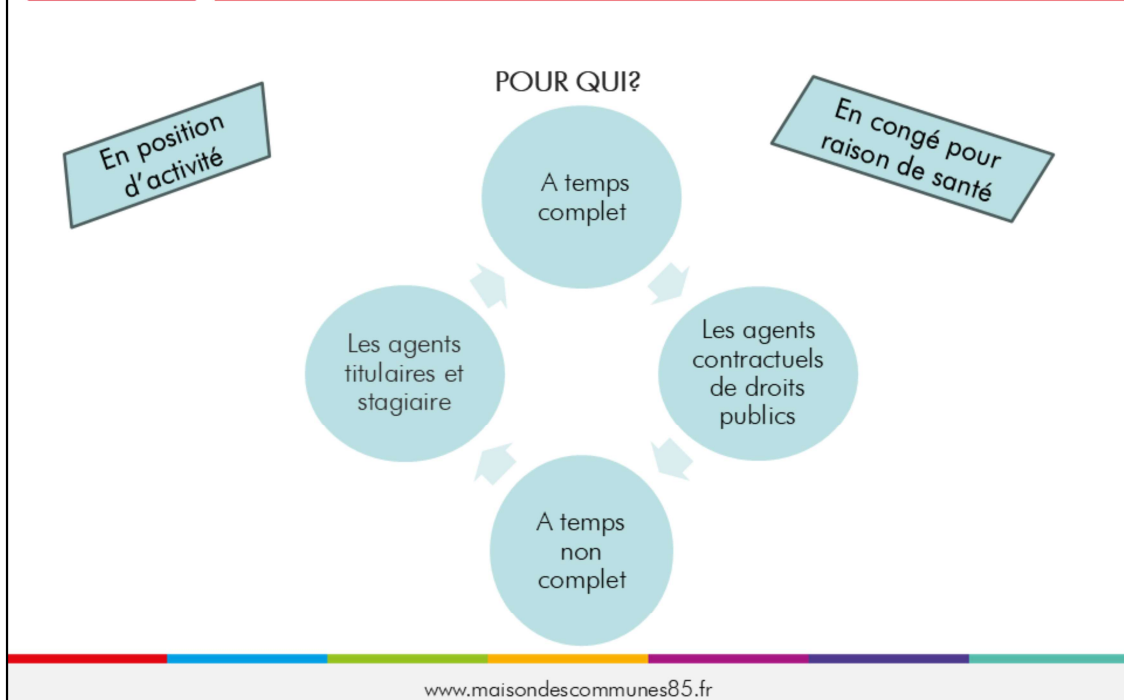 POUR QUI?
En position
d'activité
En congé pour
raison de santé
A temps
complet
Les agents
titulaires et
stagiaire
Les agents
contractuels
de droits
publics
A temps
non
complet
www.maisondescommunes85.fr